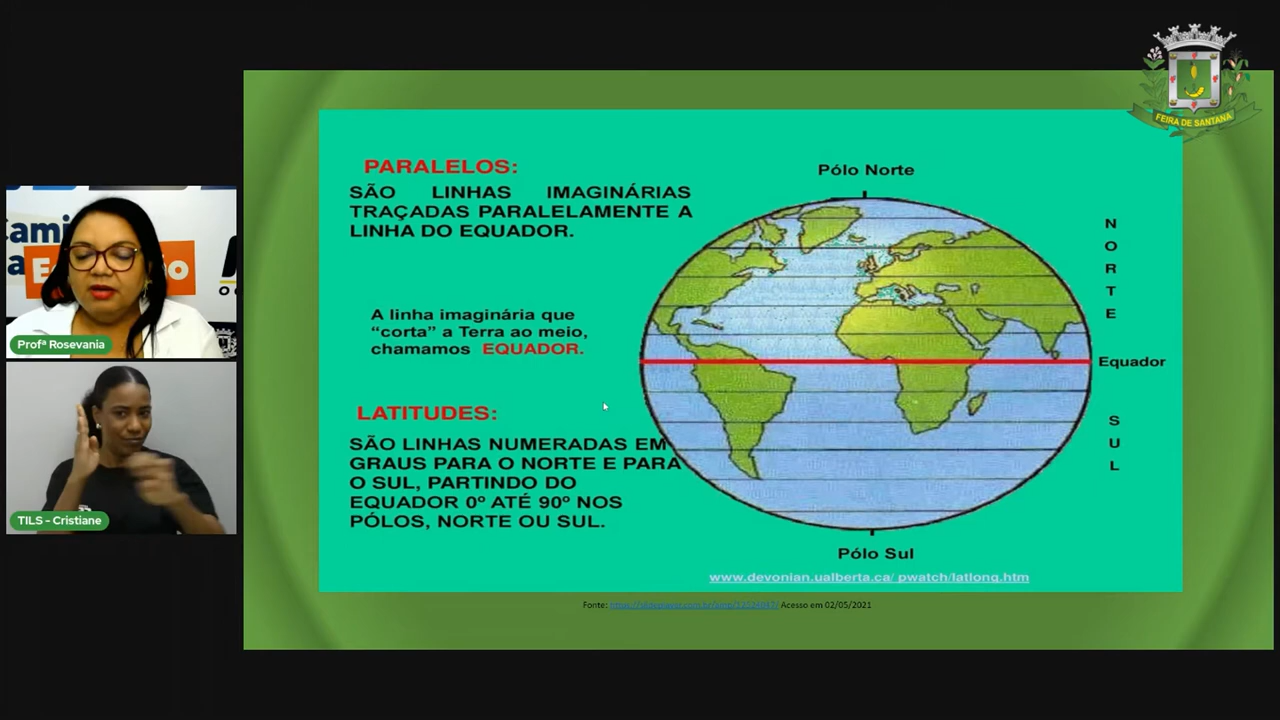 FEIRA DE SANTANA
PARALELOS:
SÃO LINHAS IMAGINÁRIAS
TRAÇADAS PARALELAMENTE A
LINHA DO EQUADOR.
A linha imaginária que
“corta” a Terra ao meio,
chamamos EQUADOR.
LATITUDES:
SÃO LINHAS NUMERADAS EM
GRAUS PARA O NORTE E PARA
O SUL, PARTINDO DO
EQUADOR 0º ATÉ 90º NOS
PÓLOS, NORTE OU SUL.
Pólo Norte
NORTE
Equador
SUL
Pólo Sul
www.devonian.ualberta.ca/ pwatch/latlong.htm
Fonte: Acesso em 02/05/2021
Profª Rosevania
TILS - Cristiane